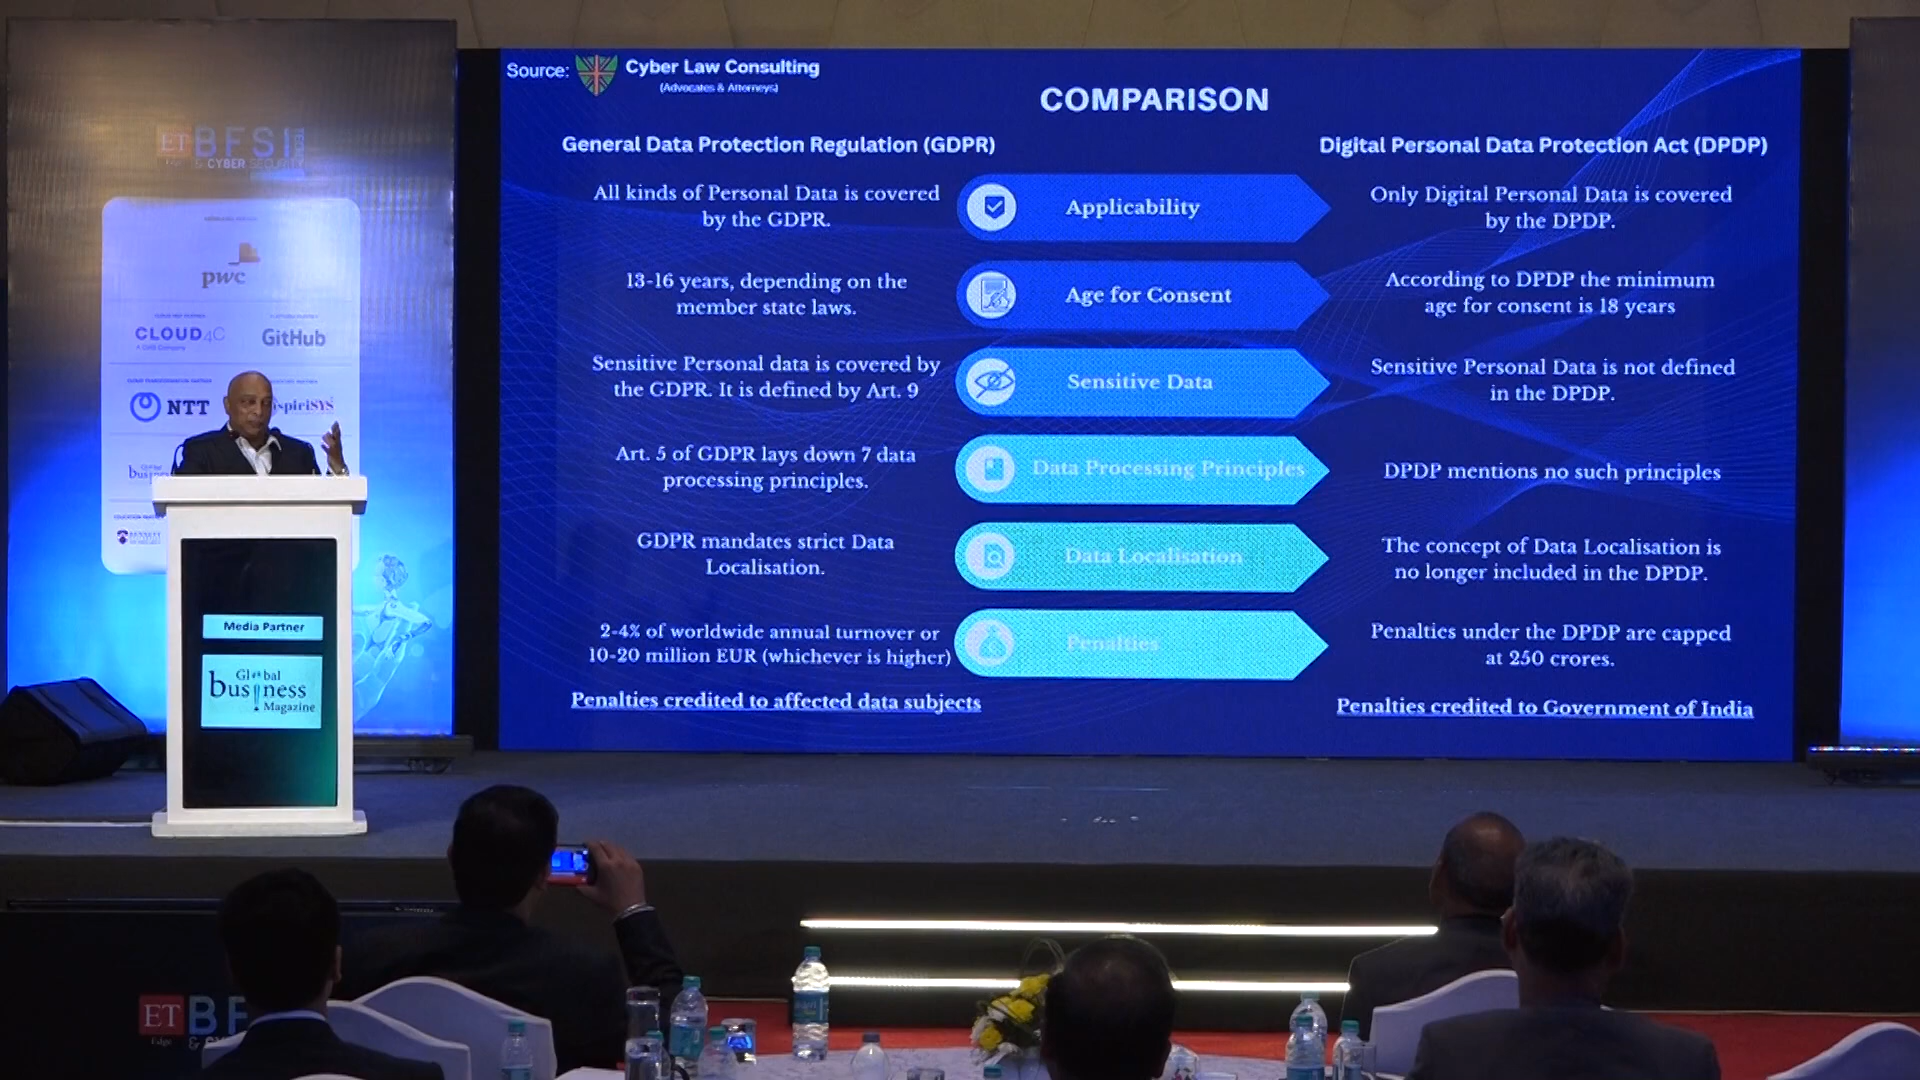 Source:
Cyber Law Consulting
(Advocates & Attorneys)
COMPARISON
General Data Protection Regulation (GDPR)
Digital Personal Data Protection Act (DPDP)
All kinds of Personal Data is covered
by the GDPR.
Applicability
Only Digital Personal Data is covered
by the DPDP.
13-16 years, depending on the
member state laws.
Age for Consent
According to DPDP the minimum
age for consent is 18 years
Sensitive Personal data is covered by
the GDPR. It is defined by Art. 9
Sensitive Data
Sensitive Personal Data is not defined
in the DPDP.
Art. 5 of GDPR lays down 7 data
processing principles.
Data Processing Principles
DPDP mentions no such principles
GDPR mandates strict Data
Localisation.
Data Localisation
The concept of Data Localisation is
no longer included in the DPDP.
2-4% of worldwide annual turnover or
10-20 million EUR (whichever is higher)
Penalties
Penalties under the DPDP are capped
at 250 crores.
Penalties credited to affected data subjects
Penalties credited to Government of India
ET BFSI TECH
Edge & CYBER SECURITY
pwc
CLOUD4C
GitHub
NTT
spiriSYS
Media Partner
Global
business
Magazine
ET BF
Edge & CY